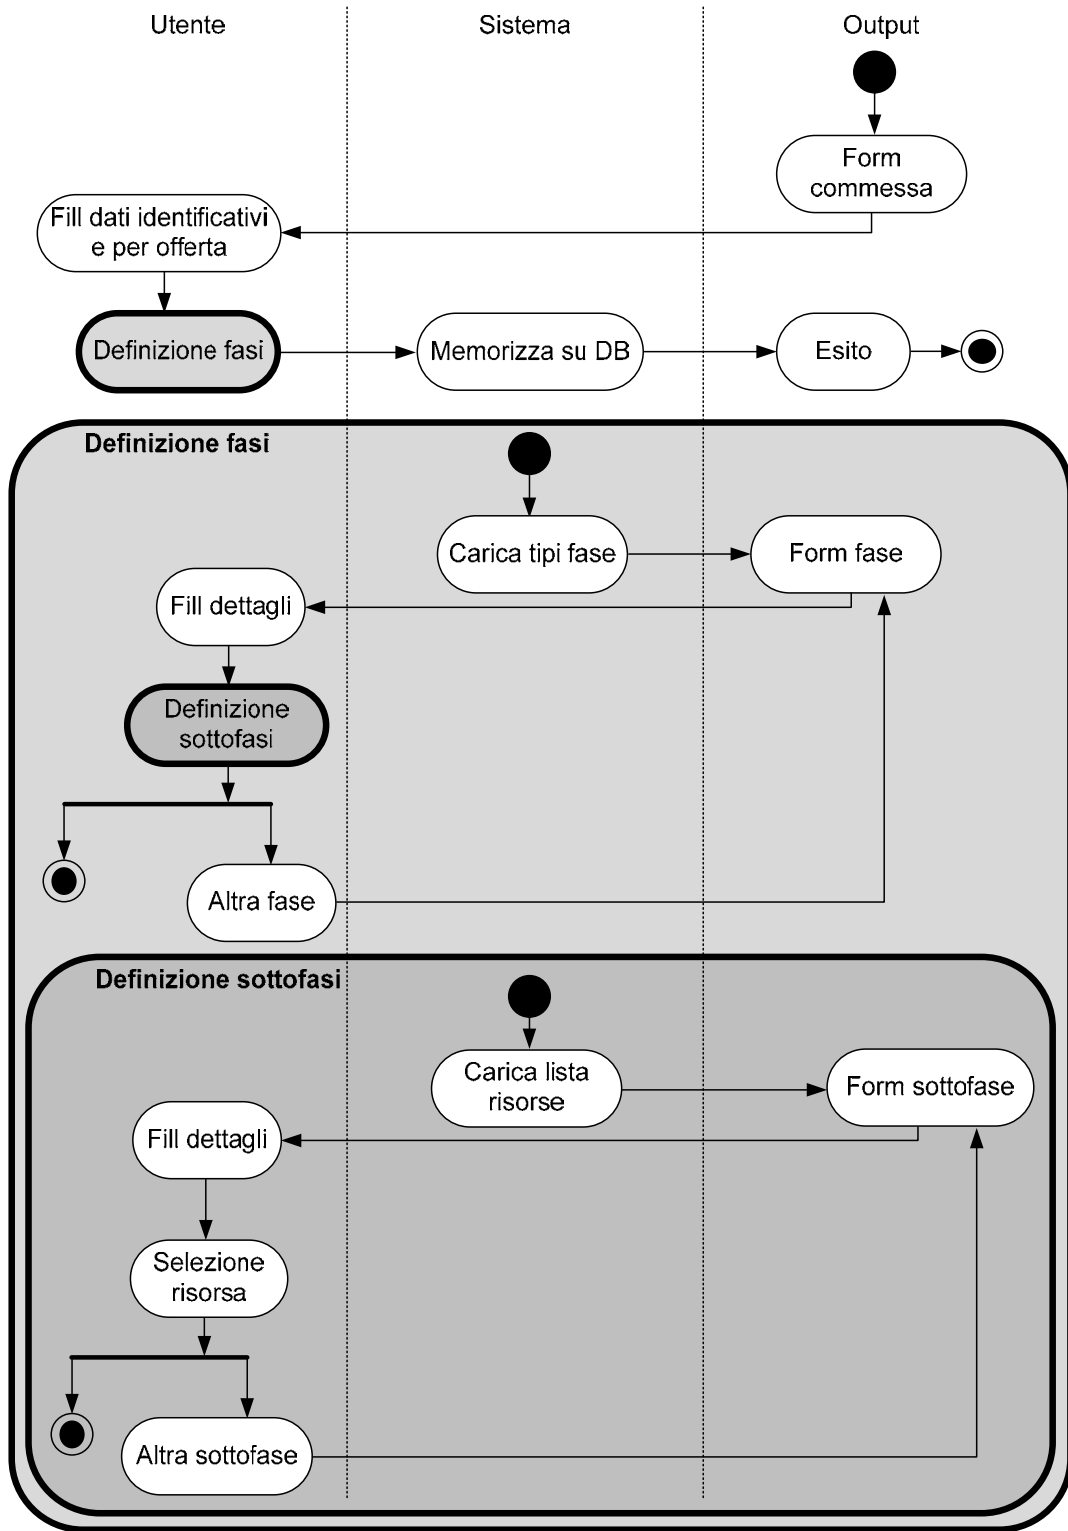 Utente
Sistema
Output
Form
commessa
Fill dati identificativi
e per offerta
Definizione fasi
Memorizza su DB
Esito
Definizione fasi
Carica tipi fase
Form fase
Fill dettagli
Definizione
sottofasi
Altra fase
Definizione sottofasi
Carica lista
risorse
Form sottofase
Fill dettagli
Selezione
risorsa
Altra sottofase